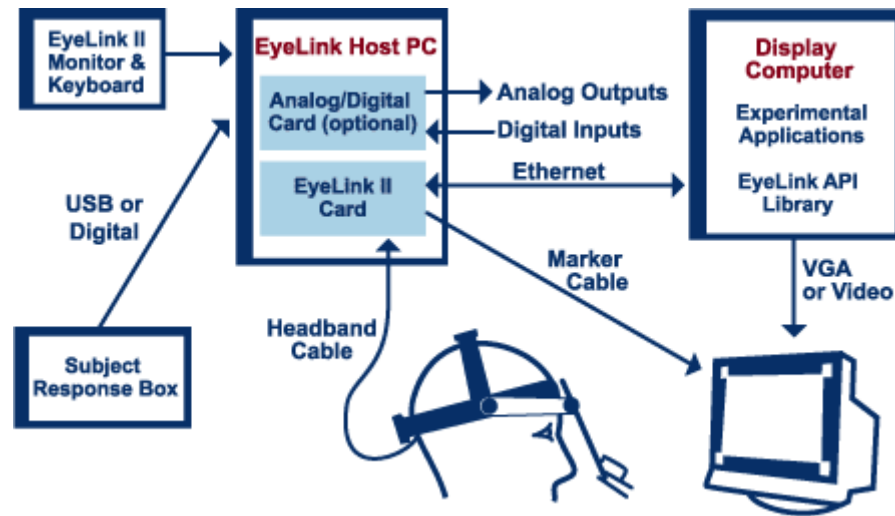 EyeLink II
Monitor &
Keyboard
EyeLink Host PC
Analog/Digital
Card (optional)
EyeLink II
Card
Analog Outputs
Digital Inputs
Ethernet
Display
Computer
Experimental
Applications
EyeLink API
Library
USB or
Digital
Marker
Cable
VGA
or Video
Headband
Cable
Subject
Response Box